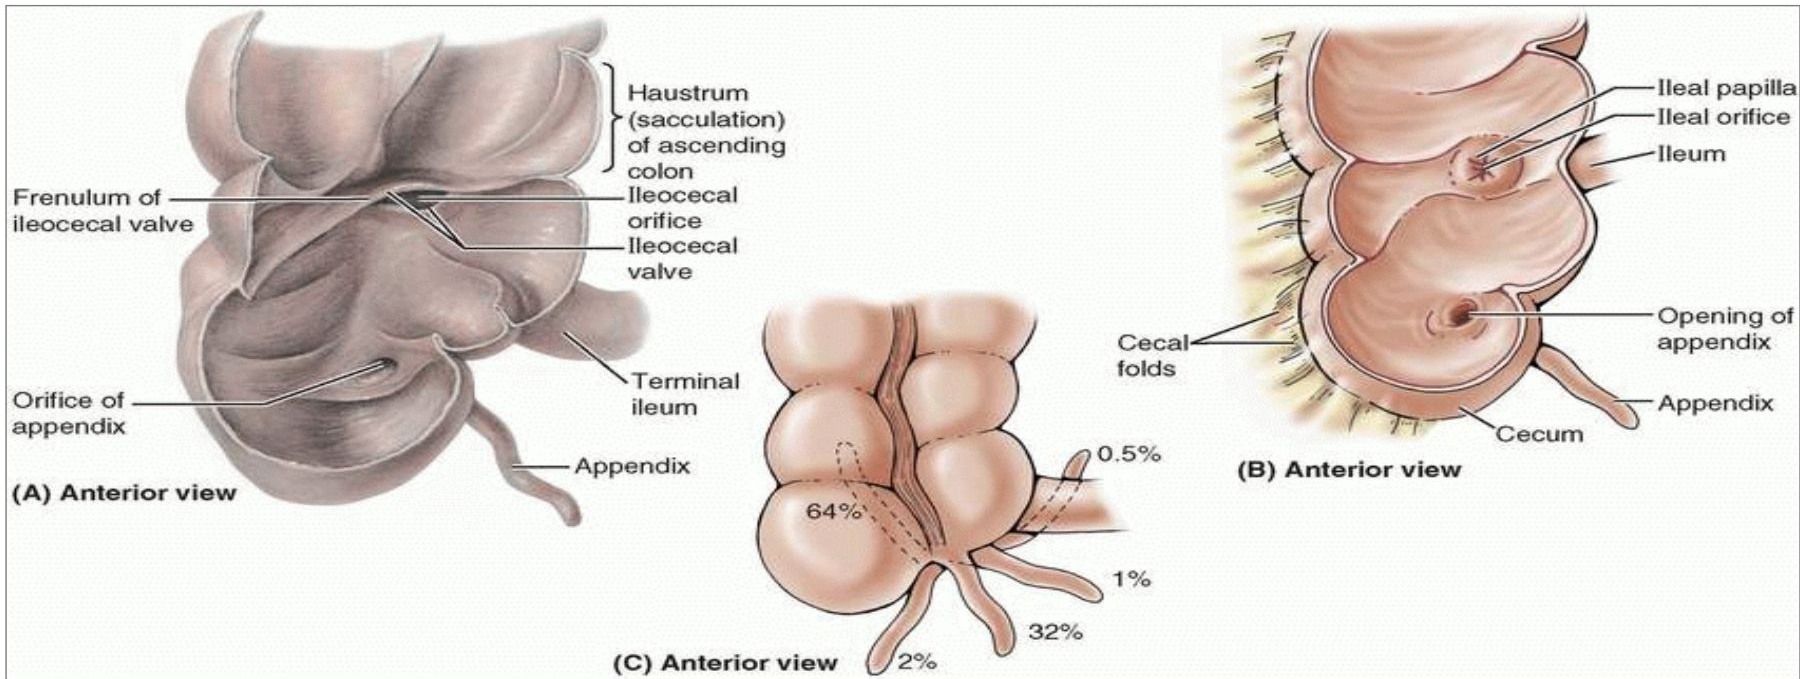 Haustrum
(sacculation)
of ascending
colon
Frenulum of
ileocecal valve
Ileocecal
orifice
Ileocecal
valve
Orifice of
appendix
Terminal
ileum
Appendix
(A) Anterior view
64%
0.5%
1%
32%
2%
(C) Anterior view
Ileal papilla
Ileal orifice
Ileum
Cecal
folds
Opening of
appendix
Appendix
Cecum
(B) Anterior view